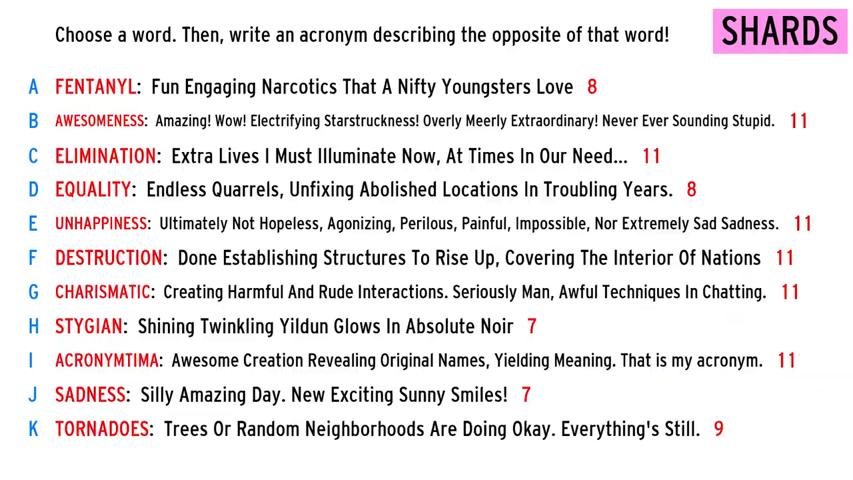 Choose a word. Then, write an acronym describing the opposite of that word!
SHARDS
A FENTANYL: Fun Engaging Narcotics That A Nifty Youngsters Love 8
B AWESOMENESS: Amazing! Wow! Electrifying Starstruckness! Overly Meerly Extraordinary! Never Ever Sounding Stupid. 11
C ELIMINATION: Extra Lives I Must Illuminate Now, At Times In Our Need... 11
D EQUALITY: Endless Quarrels, Unfixing Abolished Locations In Troubling Years. 8
E UNHAPPINESS: Ultimately Not Hopeless, Agonizing, Perilous, Painful, Impossible, Nor Extremely Sad Sadness. 11
F DESTRUCTION: Done Establishing Structures To Rise Up, Covering The Interior Of Nations 11
G CHARISMATIC: Creating Harmful And Rude Interactions. Seriously Man, Awful Techniques In Chatting. 11
H STYGIAN: Shining Twinkling Yildun Glows In Absolute Noir 7
I ACRONYMTIMA: Awesome Creation Revealing Original Names, Yielding Meaning. That is my acronym. 11
J SADNESS: Silly Amazing Day. New Exciting Sunny Smiles! 7
K TORNADOES: Trees Or Random Neighborhoods Are Doing Okay. Everything's Still. 9